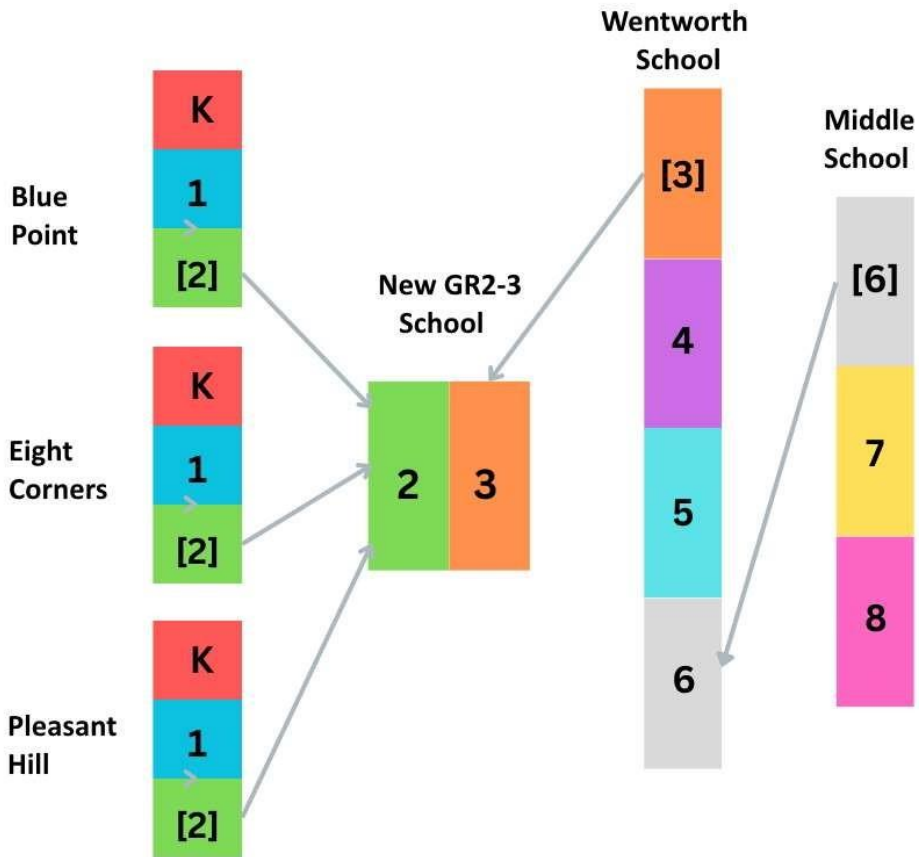 Blue
Point
K
1
[2]
Eight
Corners
K
1
[2]
Pleasant
Hill
K
1
[2]
New GR2-3
School
2 3
Wentworth
School
[3]
4
5
6
Middle
School
[6]
7
8